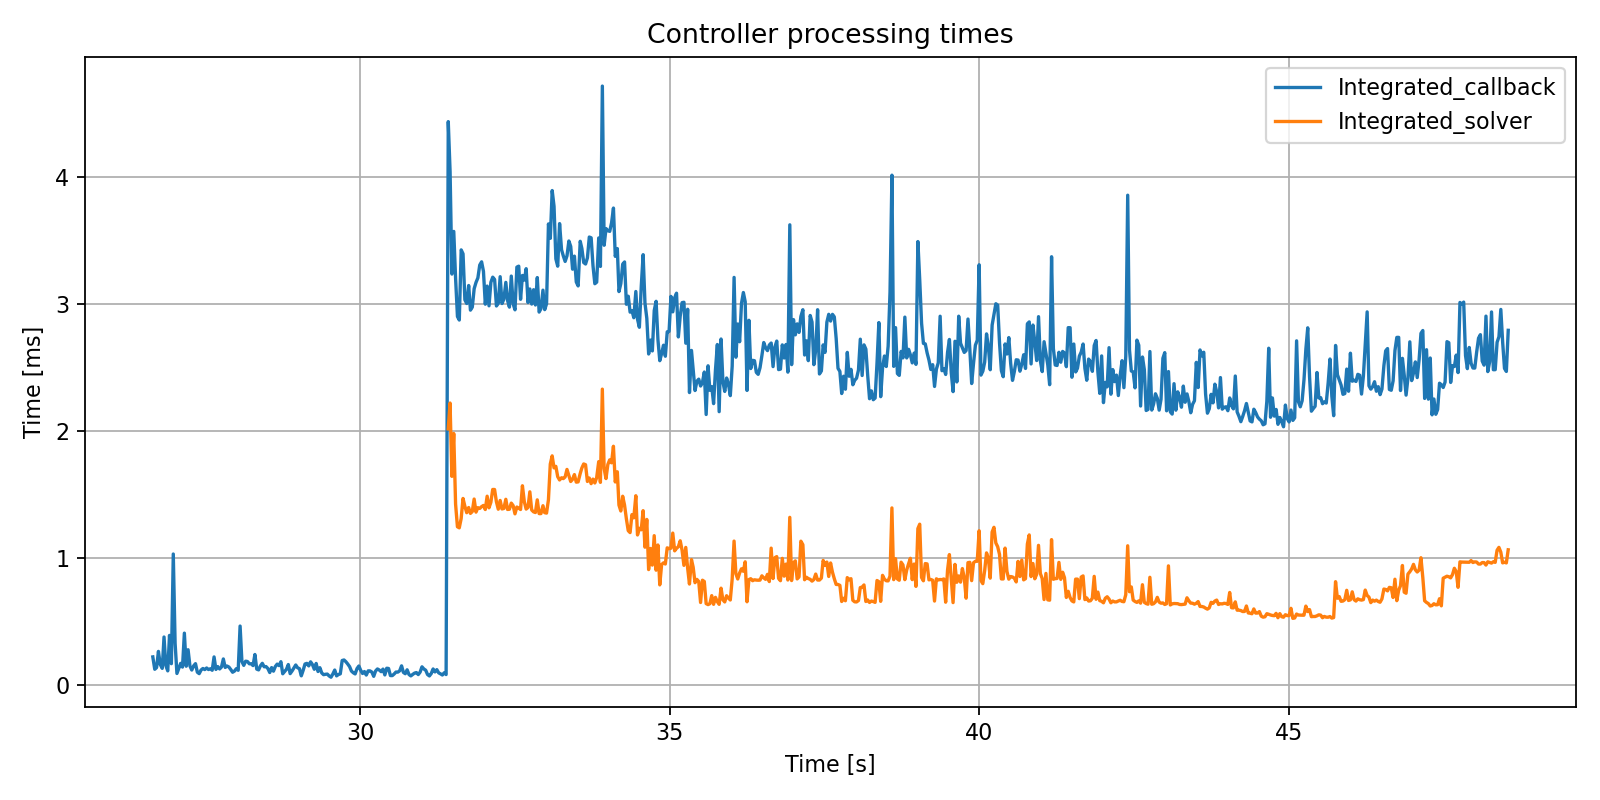 Controller processing times
Integrated_callback
Integrated_solver
Time [ms]
4
3
2
1
0
30 35 40 45
Time [s]